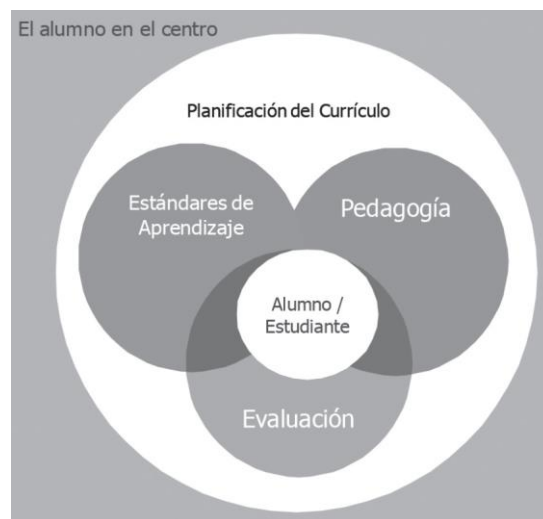 El alumno en el centro
Planificación del Currículo
Estándares de
Aprendizaje
Pedagogía
Alumno /
Estudiante
Evaluación